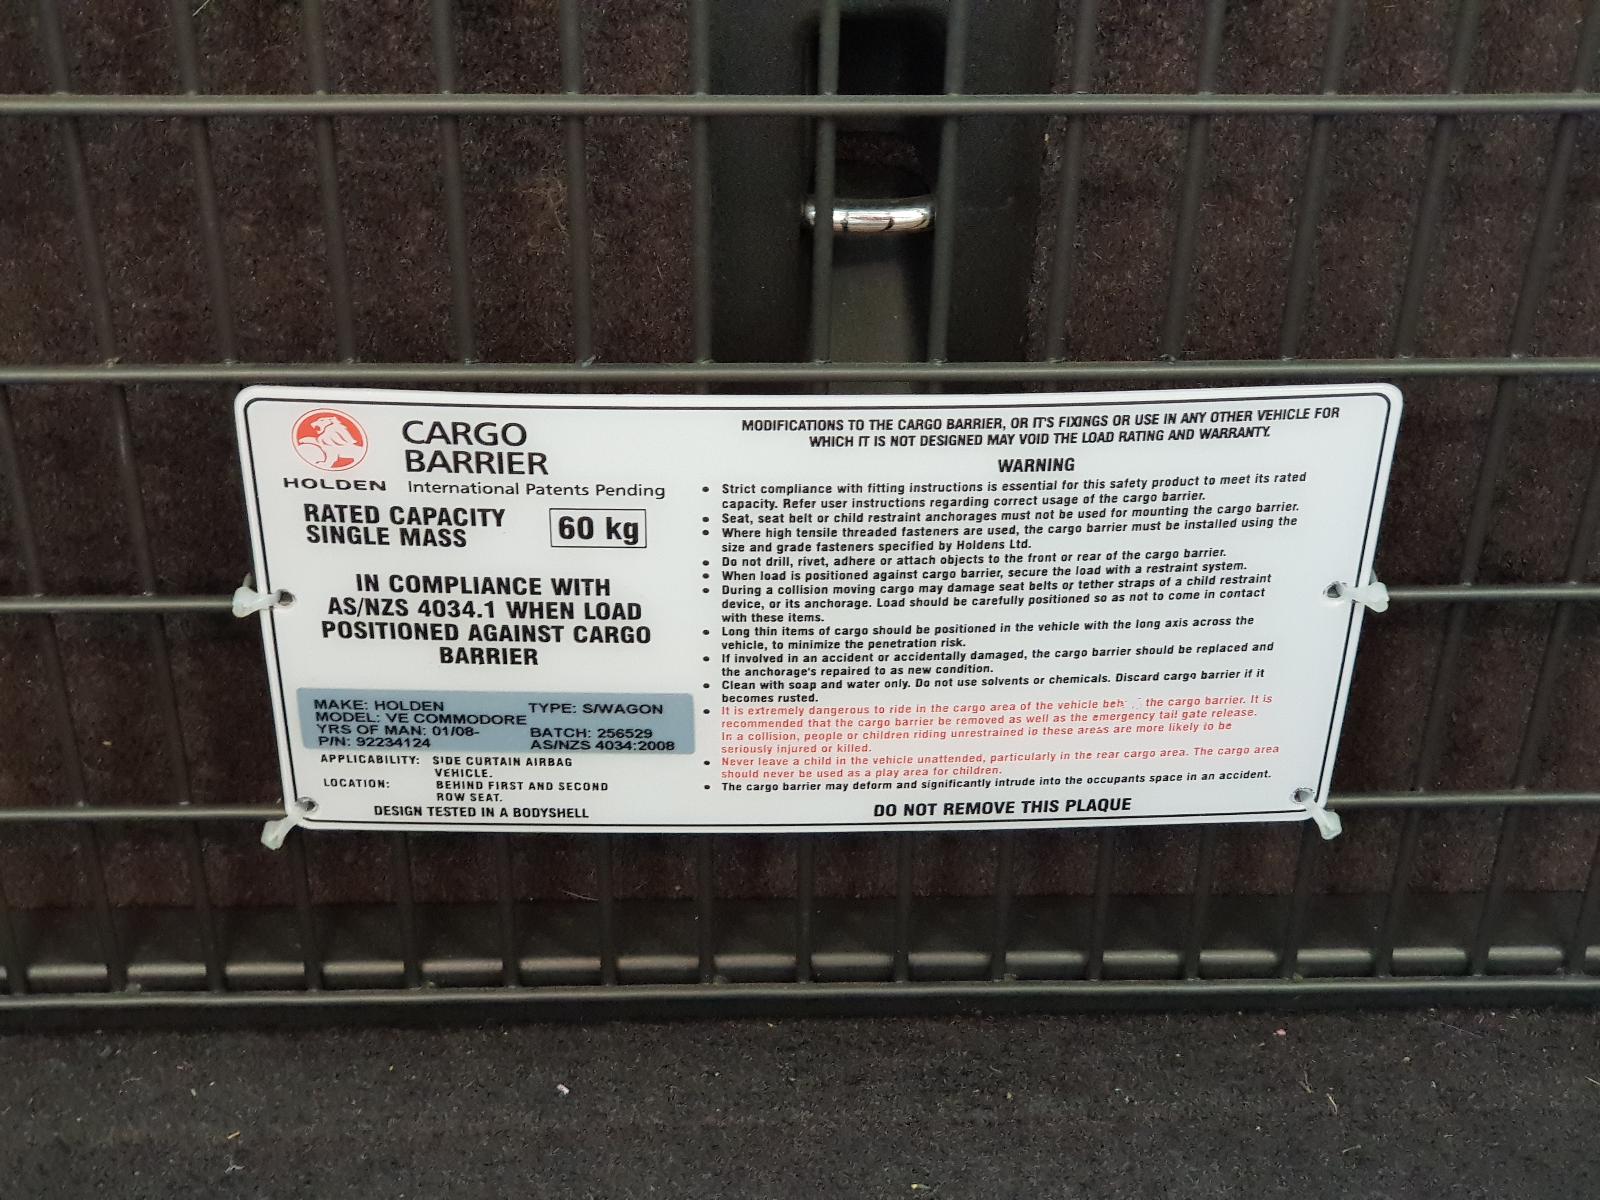 HOLDEN
CARGO
BARRIER
International Patents Pending
RATED CAPACITY
SINGLE MASS
60 kg
IN COMPLIANCE WITH
AS/NZS 4034.1 WHEN LOAD
POSITIONED AGAINST CARGO
BARRIER
MAKE: HOLDEN TYPE: S/WAGON
MODEL: VE COMMODORE
YRS OF MAN: 01/08- BATCH: 256529
P/N: 92234124 AS/NZS 4034:2008
APPLICABILITY: SIDE CURTAIN AIRBAG
VEHICLE.
LOCATION: BEHIND FIRST AND SECOND
ROW SEAT.
DESIGN TESTED IN A BODYSHELL
MODIFICATIONS TO THE CARGO BARRIER, OR IT'S FIXINGS OR USE IN ANY OTHER VEHICLE FOR
WHICH IT IS NOT DESIGNED MAY VOID THE LOAD RATING AND WARRANTY.
WARNING
• Strict compliance with fitting instructions is essential for this safety product to meet its rated
capacity. Refer user instructions regarding correct usage of the cargo barrier.
• Seat, seat belt or child restraint anchorages must not be used for mounting the cargo barrier.
• Where high tensile threaded fasteners are used, the cargo barrier must be installed using the
size and grade fasteners specified by Holdens Ltd.
• Do not drill, rivet, adhere or attach objects to the front or rear of the cargo barrier.
• When load is positioned against cargo barrier, secure the load with a restraint system.
• During a collision moving cargo may damage seat belts or tether straps of a child restraint
device, or its anchorage. Load should be carefully positioned so as not to come in contact
with these items.
• Long thin items of cargo should be positioned in the vehicle with the long axis across the
vehicle, to minimize the penetration risk.
• If involved in an accident or accidentally damaged, the cargo barrier should be replaced and
the anchorage's repaired to as new condition.
• Clean with soap and water only. Do not use solvents or chemicals. Discard cargo barrier if it
becomes rusted.
• It is extremely dangerous to ride in the cargo area of the vehicle beh the cargo barrier. It is
recommended that the cargo barrier be removed as well as the emergency tail gate release.
In a collision, people or children riding unrestrained in these areas are more likely to be
seriously injured or killed.
• Never leave a child in the vehicle unattended, particularly in the rear cargo area. The cargo area
should never be used as a play area for children.
• The cargo barrier may deform and significantly intrude into the occupants space in an accident.
DO NOT REMOVE THIS PLAQUE